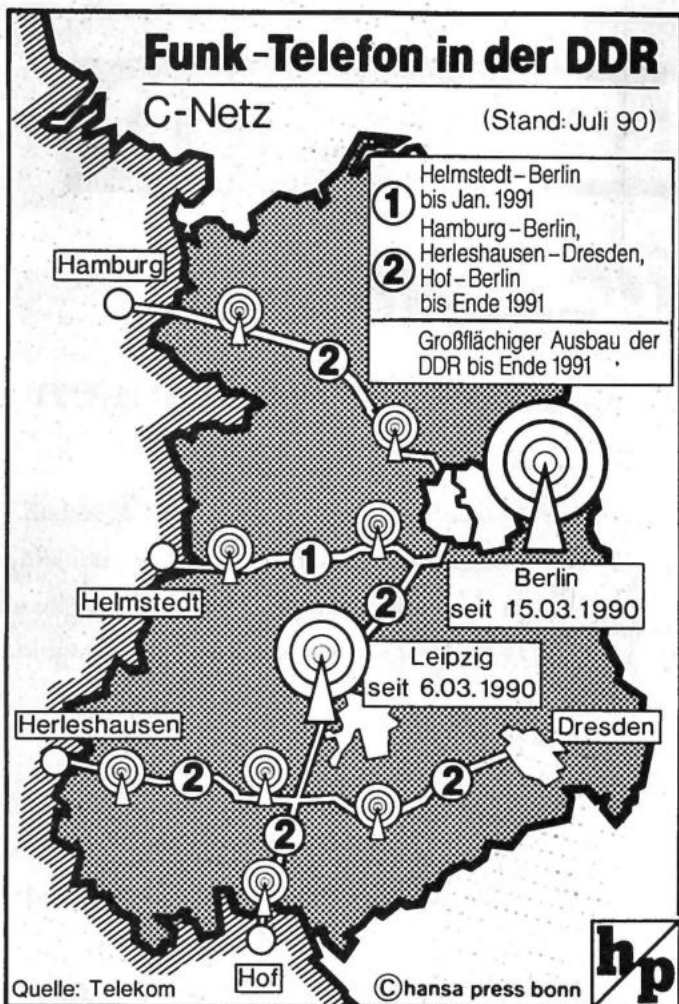 Funk-Telefon in der DDR
C-Netz
(Stand: Juli 90)
1
Helmstedt-Berlin
bis Jan. 1991
2
Hamburg-Berlin,
Herleshausen-Dresden,
Hof-Berlin
bis Ende 1991
Großflächiger Ausbau der
DDR bis Ende 1991
Hamburg
2
Helmstedt
1
Berlin
seit 15.03.1990
2
Leipzig
seit 6.03.1990
Herleshausen
Dresden
2
2
2
Hof
Quelle: Telekom
©hansa press bonn
h/p